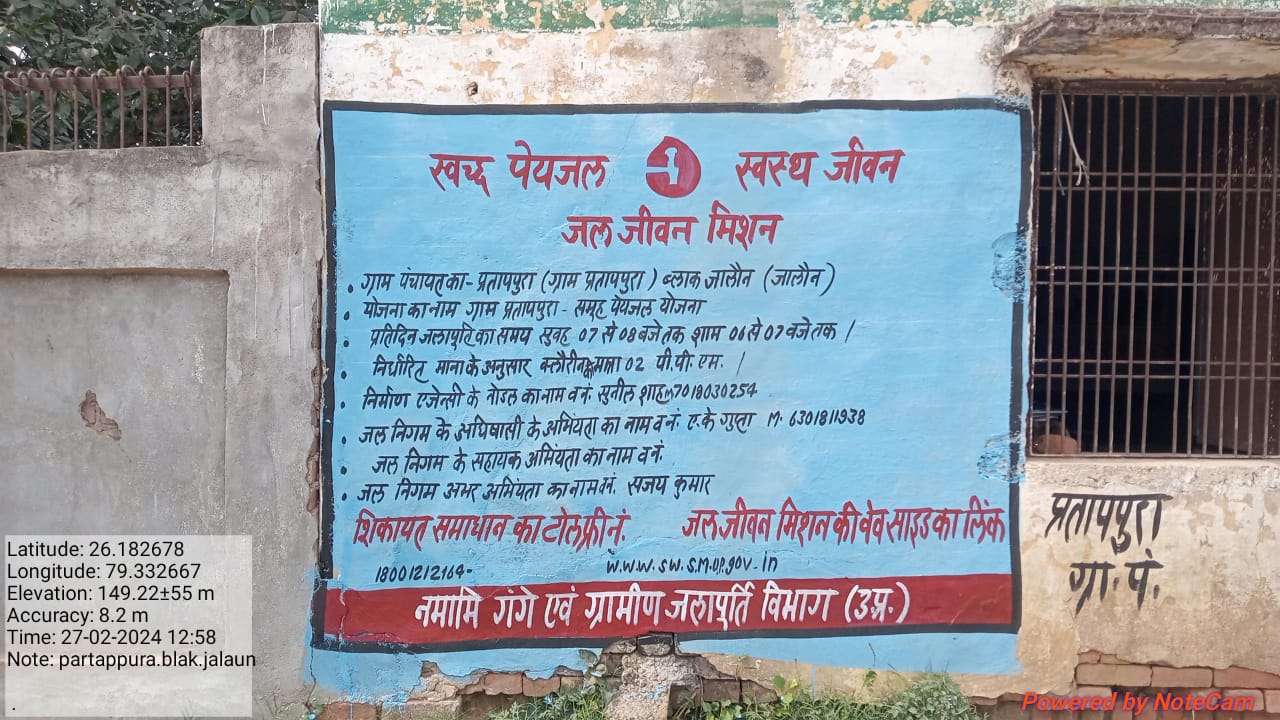 स्वच्छ पेयजल स्वस्थ जीवन
जल जीवन मिशन
• ग्राम पंचायत का - प्रतापपुरा (ग्राम प्रतापपुरा) ब्लाक जालौन (जालौन)
• योजना का नाम ग्राम प्रतापपुरा - समूह पेयजल योजना
• प्रतिदिन जलापूर्ति का समय सुवह 07 से 08 बजे तक शाम 06 से 07 बजे तक |
• निर्धारित माना के अनुसार क्लौरीन मात्रा 02 पी.पी. एम. |
• निर्माण एजेन्सी के नोडल का नाम व नं. सुनील शाह M 7018030254
• जल निगम के अधिषासी के अभियंता का नाम व नं. ए.के गुप्ता M. 6301811938
• जल निगम के सहायक अभियंता का नाम व नं.
• जल निगम अभर अभियंता का नाम व नं. सजय कुमार
शिकायत समाधान का टोल फ्री नं. जल जीवन मिशन की वेव साइड का लिंक
18001212164- www.sw.s.m.up.gov.in
नमामि गंगे एवं ग्रामीण जलापूर्ति विभाग (उ.प्र.)
प्रतापपुरा
ग्रा. पं.
Latitude: 26.182678
Longitude: 79.332667
Elevation: 149.22±55 m
Accuracy: 8.2 m
Time: 27-02-2024 12:58
Note: partappura.blak.jalaun
.
Powered by NoteCam